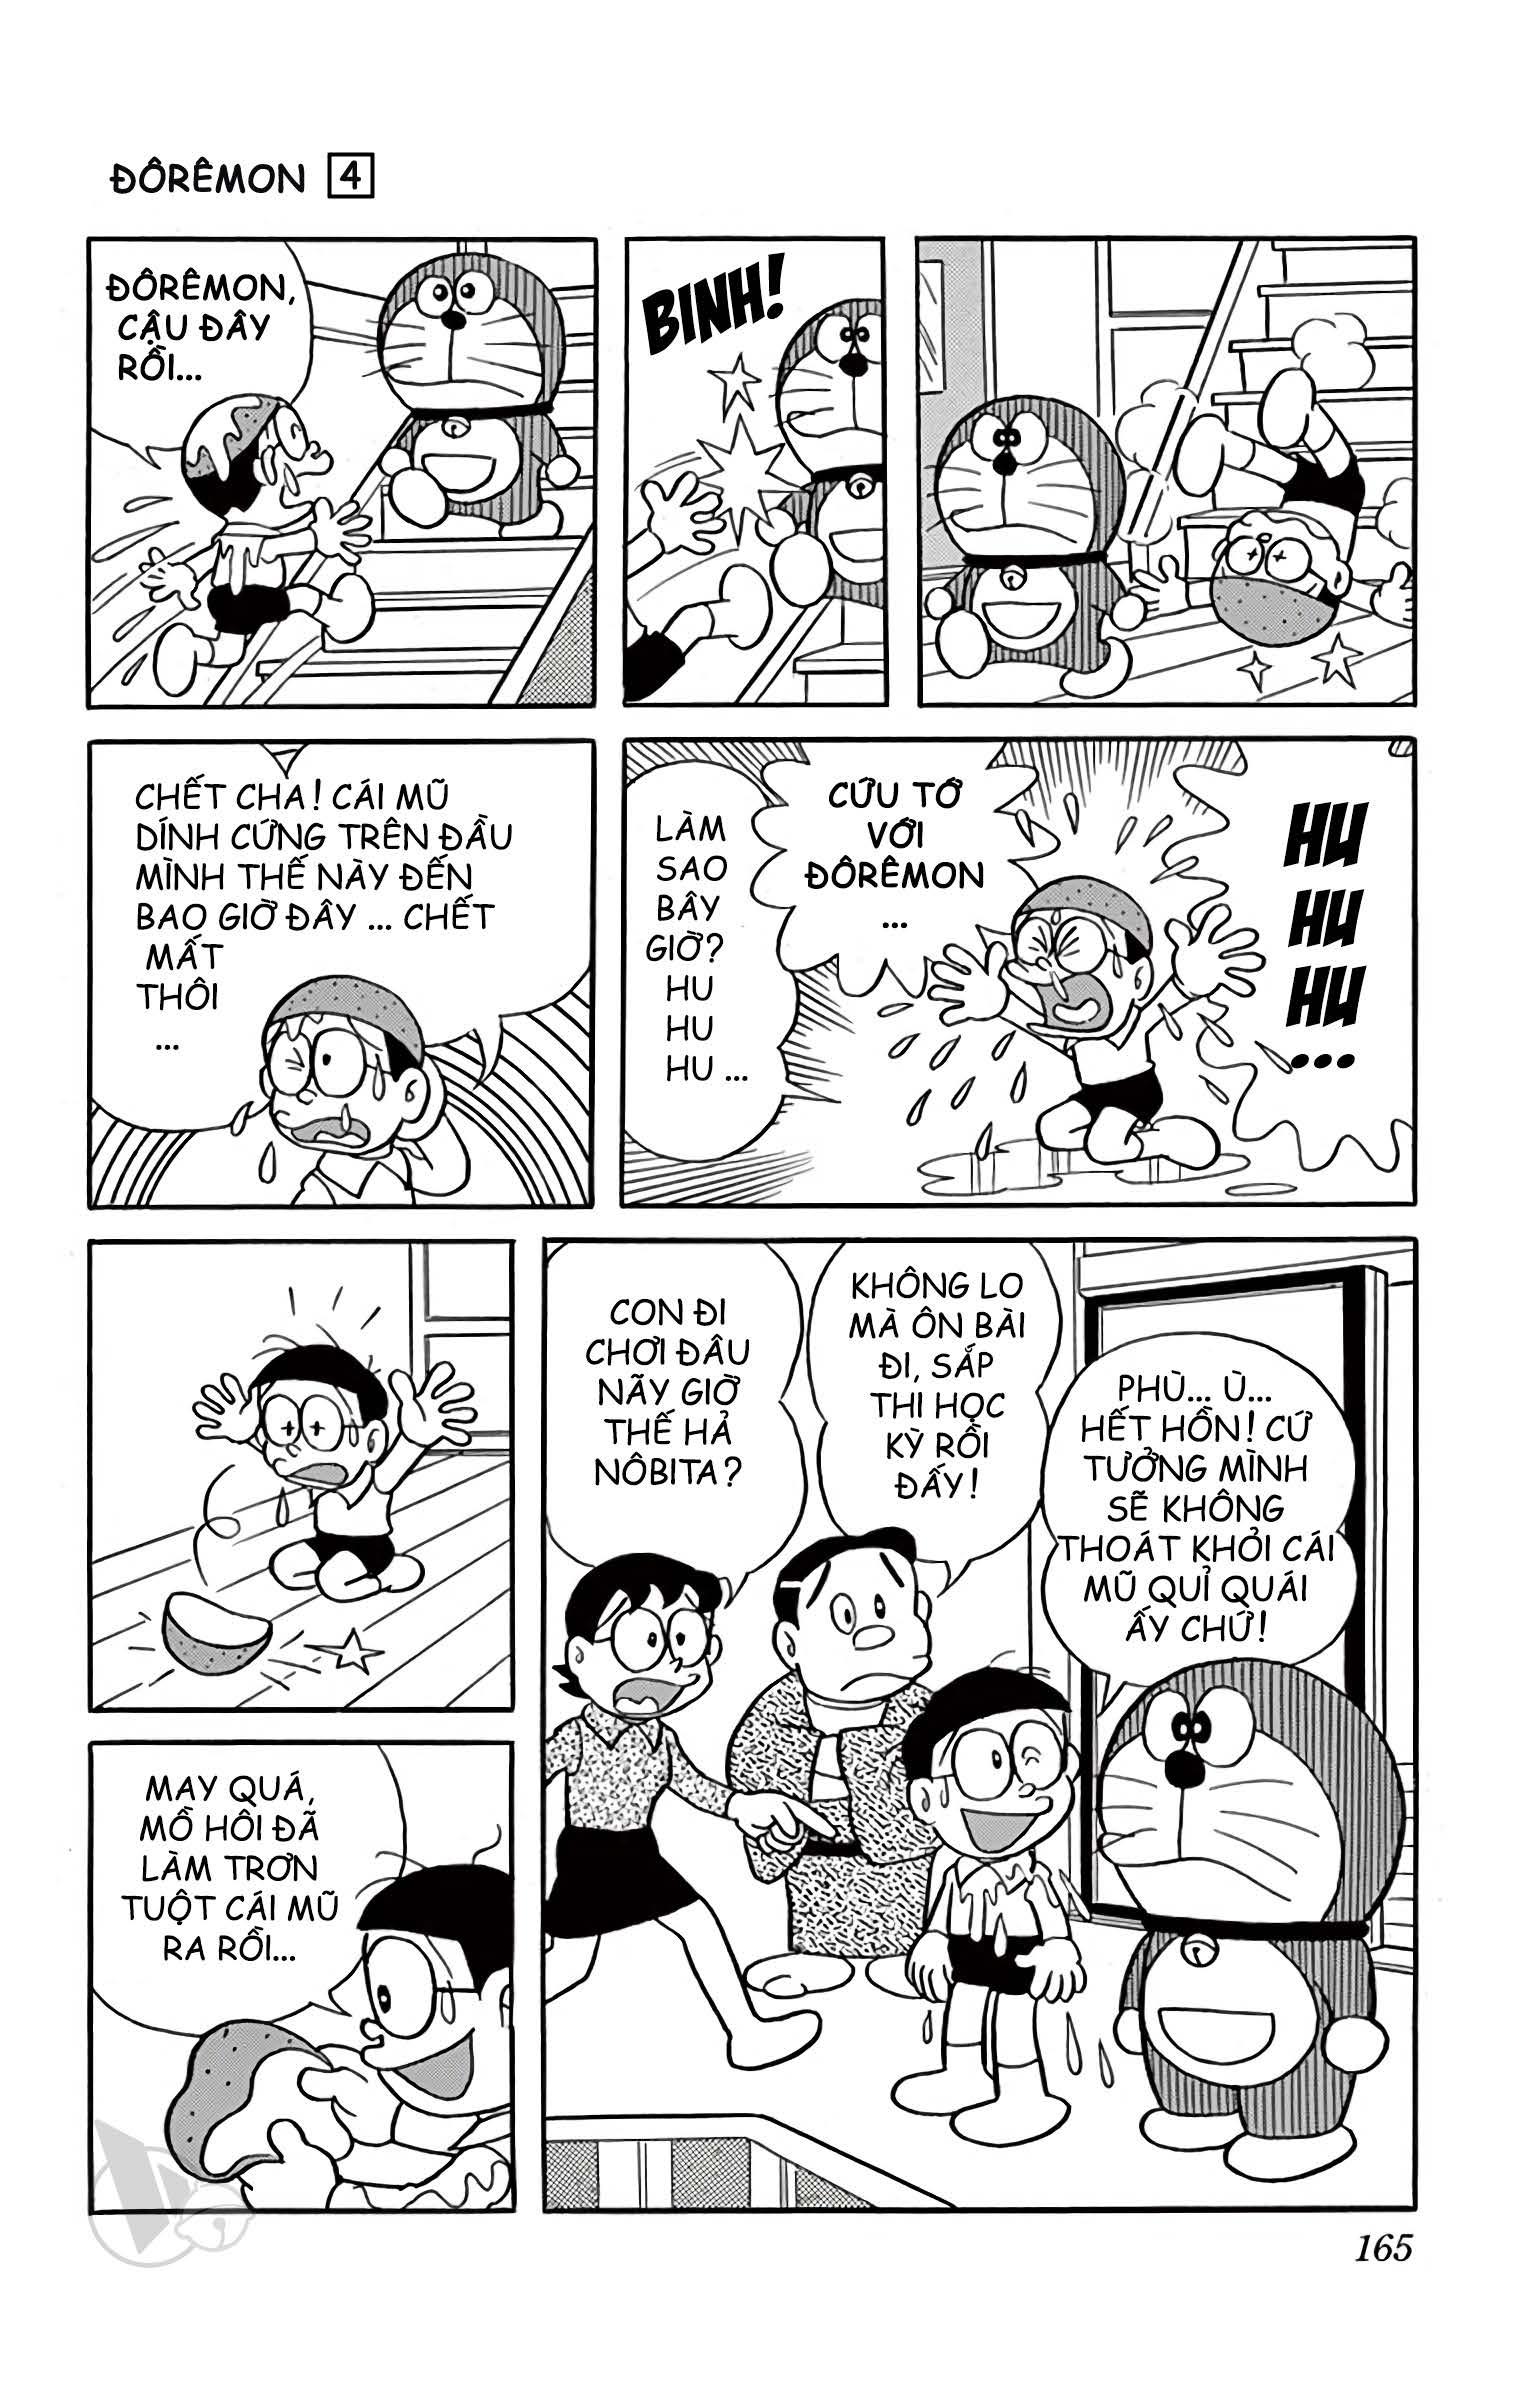 ĐÔRÊMON 4
ĐÔRÊMON,
CẬU ĐÂY
RỒI...
BINH!
CHẾT CHA! CÁI MŨ
DÍNH CỨNG TRÊN ĐẦU
MÌNH THẾ NÀY ĐẾN
BAO GIỜ ĐÂY ... CHẾT
MẤT
THÔI
...
LÀM
SAO
BÂY
GIỜ?
HU
HU
HU ...
CỨU TỚ
VỚI
ĐÔRÊMON
...
HU
HU
HU
...
CON ĐI
CHƠI ĐÂU
NÃY GIỜ
THẾ HẢ
NÔBITA?
KHÔNG LO
MÀ ÔN BÀI
ĐI, SẮP
THI HỌC
KỲ RỒI
ĐẤY!
PHÙ... Ù...
HẾT HỒN! CỨ
TƯỞNG MÌNH
SẼ KHÔNG
THOÁT KHỎI CÁI
MŨ QUỈ QUÁI
ẤY CHỨ!
MAY QUÁ,
MỒ HÔI ĐÃ
LÀM TRƠN
TUỘT CÁI MŨ
RA RỒI...
165